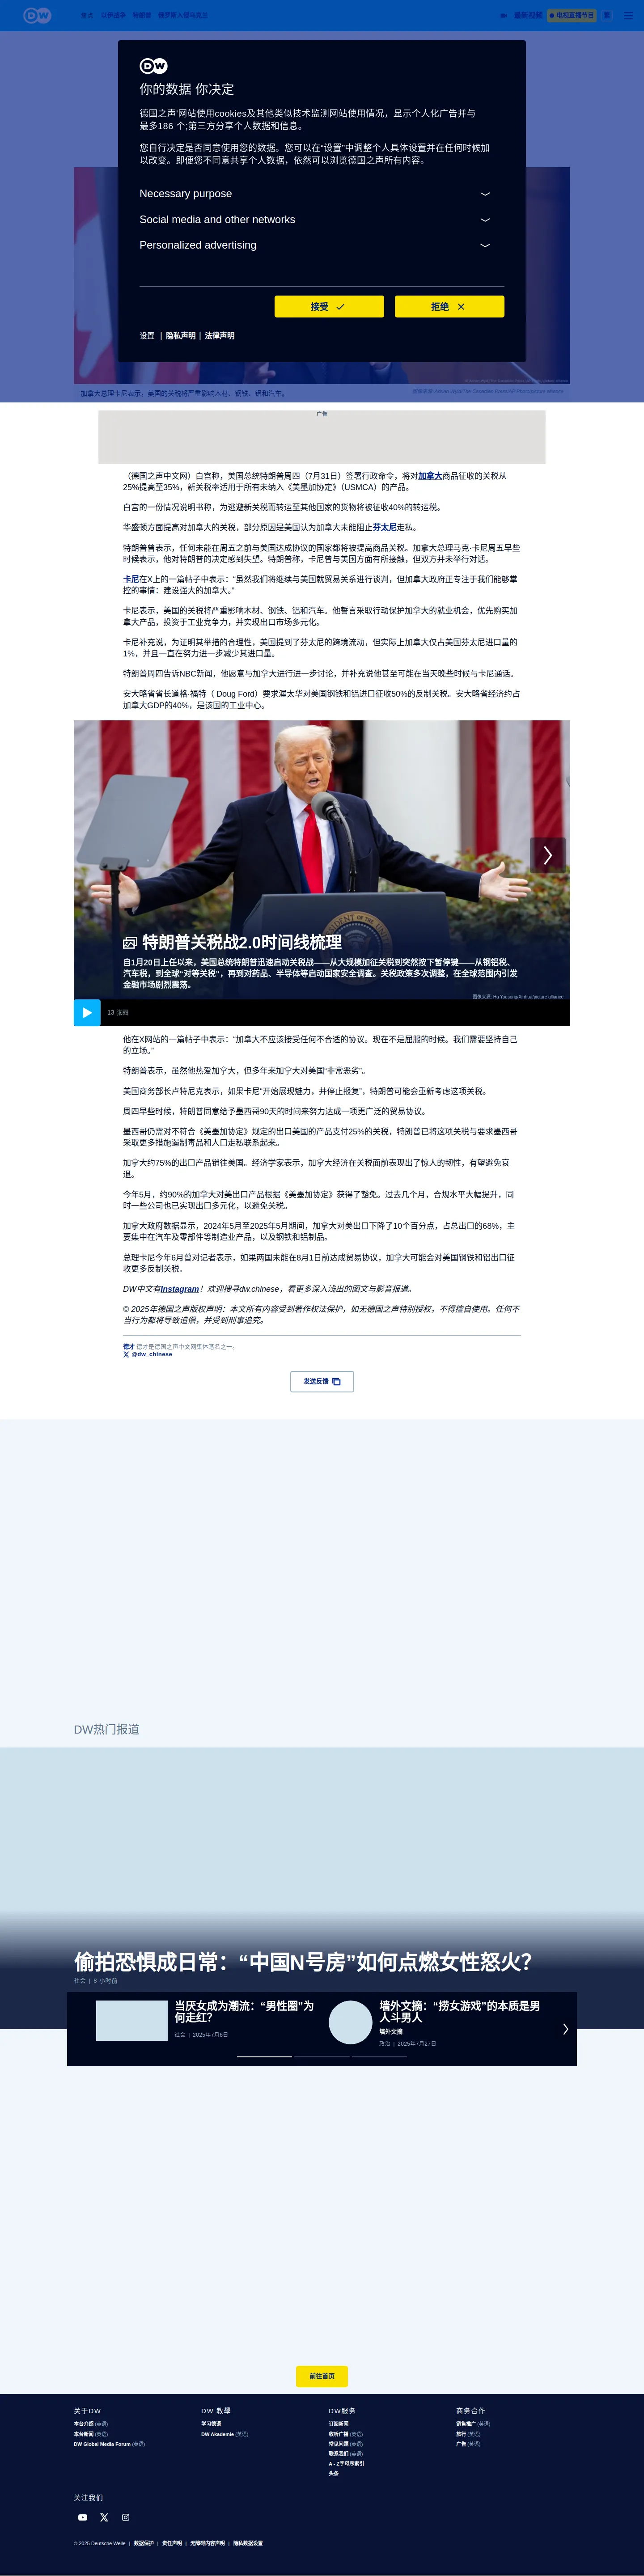 DW
以伊战争
特朗普
俄罗斯入侵乌克兰
最新视频
电视直播节目
DW
你的数据 你决定
德国之声'网站使用cookies及其他类似技术监测网站使用情况，显示个人化广告并与
最多186 个;第三方分享个人数据和信息。
您自行决定是否同意使用您的数据。您可以在“设置”中调整个人具体设置并在任何时候加
以改变。即便您不同意共享个人数据，依然可以浏览德国之声所有内容。
Necessary purpose
Social media and other networks
Personalized advertising
接受
拒绝
设置 | 隐私声明 | 法律声明
加拿大总理卡尼表示，美国的关税将严重影响木材、钢铁、铝和汽车。
广告
（德国之声中文网）白宫称，美国总统特朗普周四（7月31日）签署行政命令，将对加拿大商品征收的关税从
25%提高至35%，新关税率适用于所有未纳入《美墨加协定》（USMCA）的产品。
白宫的一份情况说明书称，为逃避新关税而转运至其他国家的货物将被征收40%的转运税。
华盛顿方面提高对加拿大的关税，部分原因是美国认为加拿大未能阻止芬太尼走私。
特朗普曾表示，任何未能在周五之前与美国达成协议的国家都将被提高商品关税。加拿大总理马克·卡尼周五早些
时候表示，他对特朗普的决定感到失望。特朗普称，卡尼曾与美国方面有所接触，但双方并未举行对话。
卡尼在X上的一篇帖子中表示：“虽然我们将继续与美国就贸易关系进行谈判，但加拿大政府正专注于我们能够掌
控的事情：建设强大的加拿大。”
卡尼表示，美国的关税将严重影响木材、钢铁、铝和汽车。他誓言采取行动保护加拿大的就业机会，优先购买加
拿大产品，投资于工业竞争力，并实现出口市场多元化。
卡尼补充说，为证明其举措的合理性，美国提到了芬太尼的跨境流动，但实际上加拿大仅占美国芬太尼进口量的
1%，并且一直在努力进一步减少其进口量。
特朗普周四告诉NBC新闻，他愿意与加拿大进行进一步讨论，并补充说他甚至可能在当天晚些时候与卡尼通话。
安大略省省长道格·福特（ Doug Ford）要求渥太华对美国钢铁和铝进口征收50%的反制关税。安大略省经济约占
加拿大GDP的40%，是该国的工业中心。
特朗普关税战2.0时间线梳理
自1月20日上任以来，美国总统特朗普迅速启动关税战——从大规模加征关税到突然按下暂停键——从钢铝税、
汽车税，到全球“对等关税”，再到对药品、半导体等启动国家安全调查。关税政策多次调整，在全球范围内引发
金融市场剧烈震荡。
图像来源: Hu Yousong/Xinhua/picture alliance
13 张图
他在X网站的一篇帖子中表示：“加拿大不应该接受任何不合适的协议。现在不是屈服的时候。我们需要坚持自己
的立场。”
特朗普表示，虽然他热爱加拿大，但多年来加拿大对美国“非常恶劣”。
美国商务部长卢特尼克表示，如果卡尼“开始展现魅力，并停止报复”，特朗普可能会重新考虑这项关税。
周四早些时候，特朗普同意给予墨西哥90天的时间来努力达成一项更广泛的贸易协议。
墨西哥仍需对不符合《美墨加协定》规定的出口美国的产品支付25%的关税，特朗普已将这项关税与要求墨西哥
采取更多措施遏制毒品和人口走私联系起来。
加拿大约75%的出口产品销往美国。经济学家表示，加拿大经济在关税面前表现出了惊人的韧性，有望避免衰
退。
今年5月，约90%的加拿大对美出口产品根据《美墨加协定》获得了豁免。过去几个月，合规水平大幅提升，同
时一些公司也已实现出口多元化，以避免关税。
加拿大政府数据显示，2024年5月至2025年5月期间，加拿大对美出口下降了10个百分点，占总出口的68%，主
要集中在汽车及零部件等制造业产品，以及钢铁和铝制品。
总理卡尼今年6月曾对记者表示，如果两国未能在8月1日前达成贸易协议，加拿大可能会对美国钢铁和铝出口征
收更多反制关税。
DW中文有Instagram！欢迎搜寻dw.chinese，看更多深入浅出的图文与影音报道。
© 2025年德国之声版权声明：本文所有内容受到著作权法保护，如无德国之声特别授权，不得擅自使用。任何不
当行为都将导致追偿，并受到刑事追究。
德才 德才是德国之声中文网集体笔名之一。
@dw_chinese
发送反馈
DW热门报道
偷拍恐惧成日常：“中国N号房”如何点燃女性怒火？
社会 | 8 小时前
当厌女成为潮流：“男性圈”为
何走红？
社会 | 2025年7月6日
墙外文摘：“捞女游戏”的本质是男
人斗男人
墙外文摘
政治 | 2025年7月27日
前往首页
关于DW
本台介绍 (英语)
本台新闻 (英语)
DW Global Media Forum (英语)
DW 教學
学习德语
DW Akademie (英语)
DW服务
订阅新闻
收听广播 (英语)
常见问题 (英语)
联系我们 (英语)
A - Z字母序索引
头条
商务合作
销售推广 (英语)
旅行 (英语)
广告 (英语)
关注我们
© 2025 Deutsche Welle | 数据保护 | 责任声明 | 无障碍内容声明 | 隐私数据设置